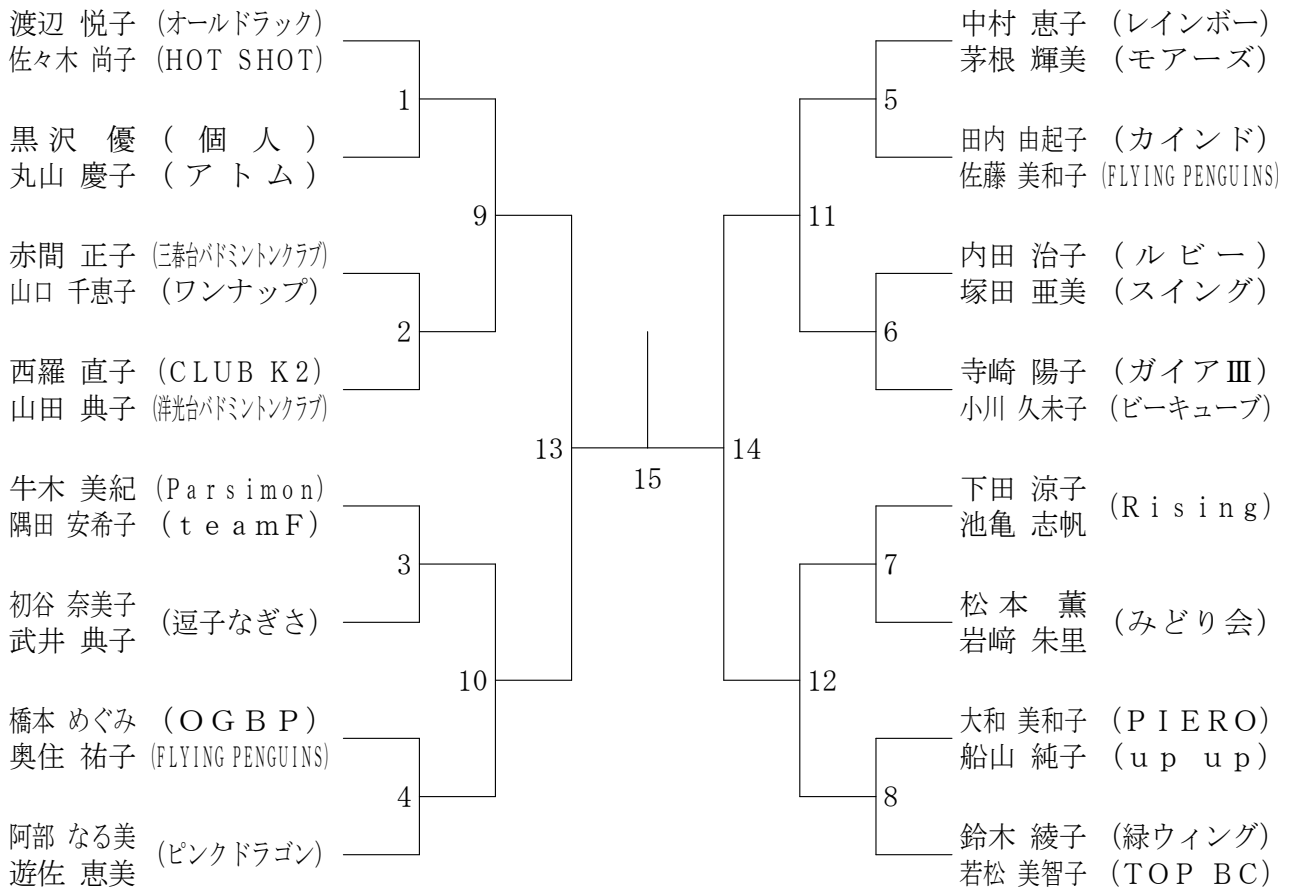 渡辺 悦子 (オールドラック)
佐々木 尚子 (HOT SHOT)
1
黒沢 優 (個人)
丸山 慶子 (アトム)
9
赤間 正子 (三春台バドミントンクラブ)
山口 千恵子 (ワンナップ)
2
西羅 直子 (CLUB K2)
山田 典子 (洋光台バドミントンクラブ)
13
牛木 美紀 (Parsimon)
隅田 安希子 (teamF)
3
初谷 奈美子
武井 典子
(逗子なぎさ)
10
橋本 めぐみ (OGBP)
奥住 祐子 (FLYING PENGUINS)
4
阿部 なる美
遊佐 恵美
(ピンクドラゴン)
15
中村 恵子 (レインボー)
茅根 輝美 (モアーズ)
5
田内 由起子 (カインド)
佐藤 美和子 (FLYING PENGUINS)
11
内田 治子 (ルビー)
塚田 亜美 (スイング)
6
寺崎 陽子 (ガイアⅢ)
小川 久未子 (ビーキューブ)
14
下田 涼子
池亀 志帆
(Rising)
7
松本 薫
岩﨑 朱里
(みどり会)
12
大和 美和子 (PIERO)
船山 純子 (up up)
8
鈴木 綾子 (緑ウィング)
若松 美智子 (TOP BC)